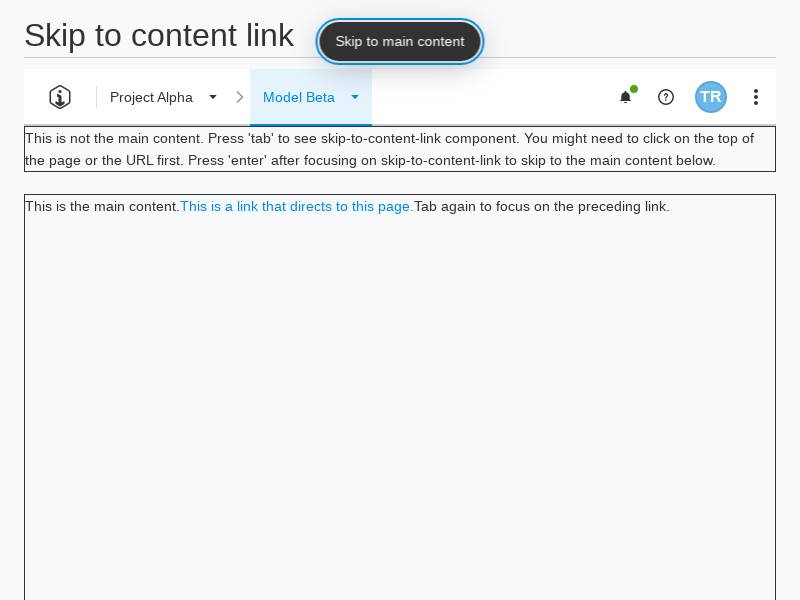 Skip to content link
Skip to main content
Project Alpha
Model Beta
TR
This is not the main content. Press 'tab' to see skip-to-content-link component. You might need to click on the top of
the page or the URL first. Press 'enter' after focusing on skip-to-content-link to skip to the main content below.
This is the main content.This is a link that directs to this page.Tab again to focus on the preceding link.